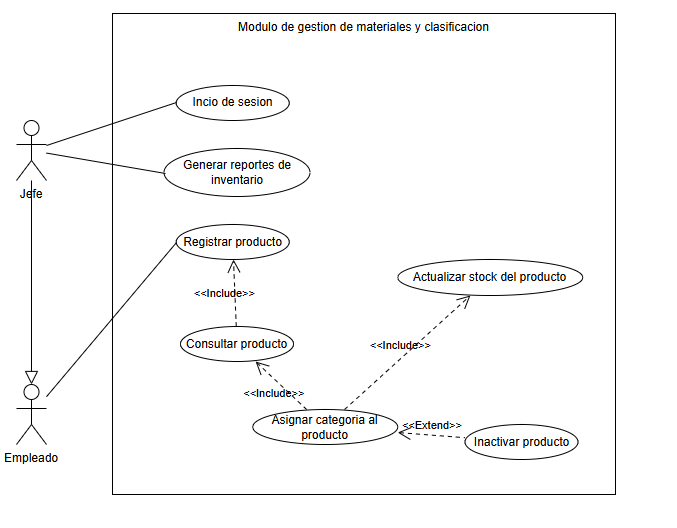 Modulo de gestion de materiales y clasificacion
Incio de sesion
Generar reportes de
inventario
Jefe
Registrar producto
Actualizar stock del producto
<<Include>>
Consultar producto
<<Include>>
<<Include>>
Asignar categoria al
producto
<<Extend>>
Inactivar producto
Empleado